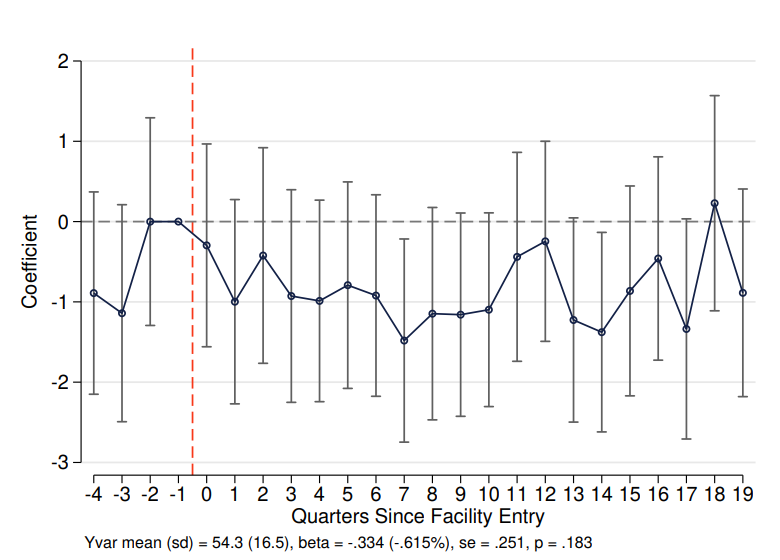 2
1
0
-1
-2
-3
Coefficient
-4 -3 -2 -1 0 1 2 3 4 5 6 7 8 9 10 11 12 13 14 15 16 17 18 19
Quarters Since Facility Entry
Yvar mean (sd) = 54.3 (16.5), beta = -.334 (-.615%), se = .251, p = .183